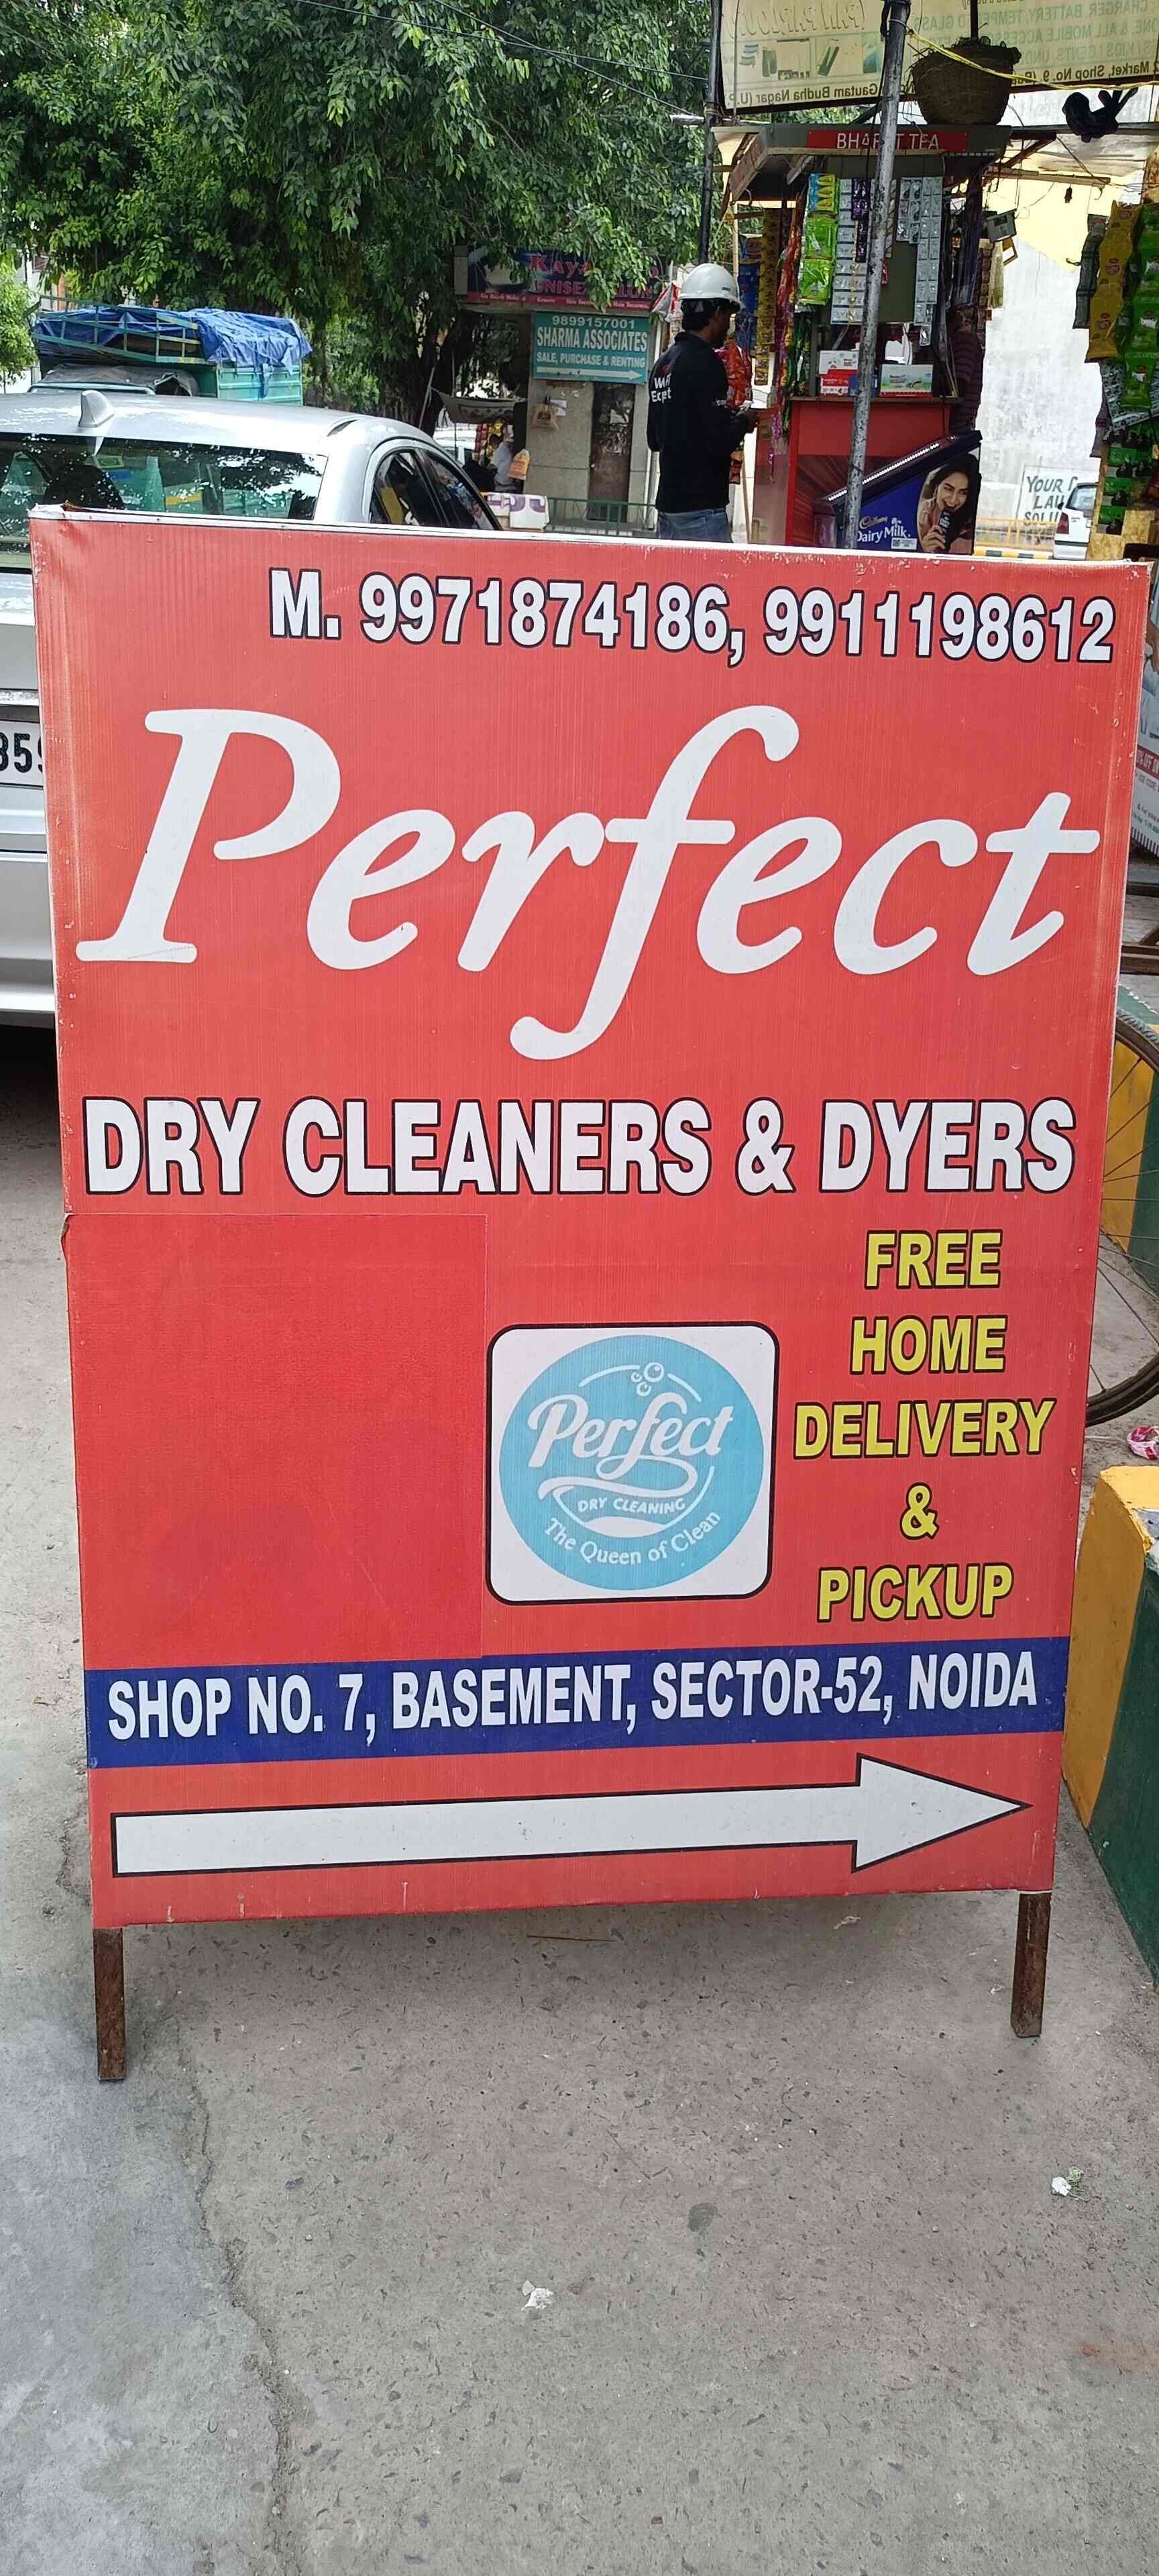 BHARAT TEA
9899157001
SHARMA ASSOCIATES
SALE, PURCHASE & RENTING
Cadbury
Dairy Milk
M. 9971874186, 9911198612
Perfect
DRY CLEANERS & DYERS
FREE
HOME
DELIVERY
&
PICKUP
Perfect
DRY CLEANING
The Queen of Clean
SHOP NO. 7, BASEMENT, SECTOR-52, NOIDA